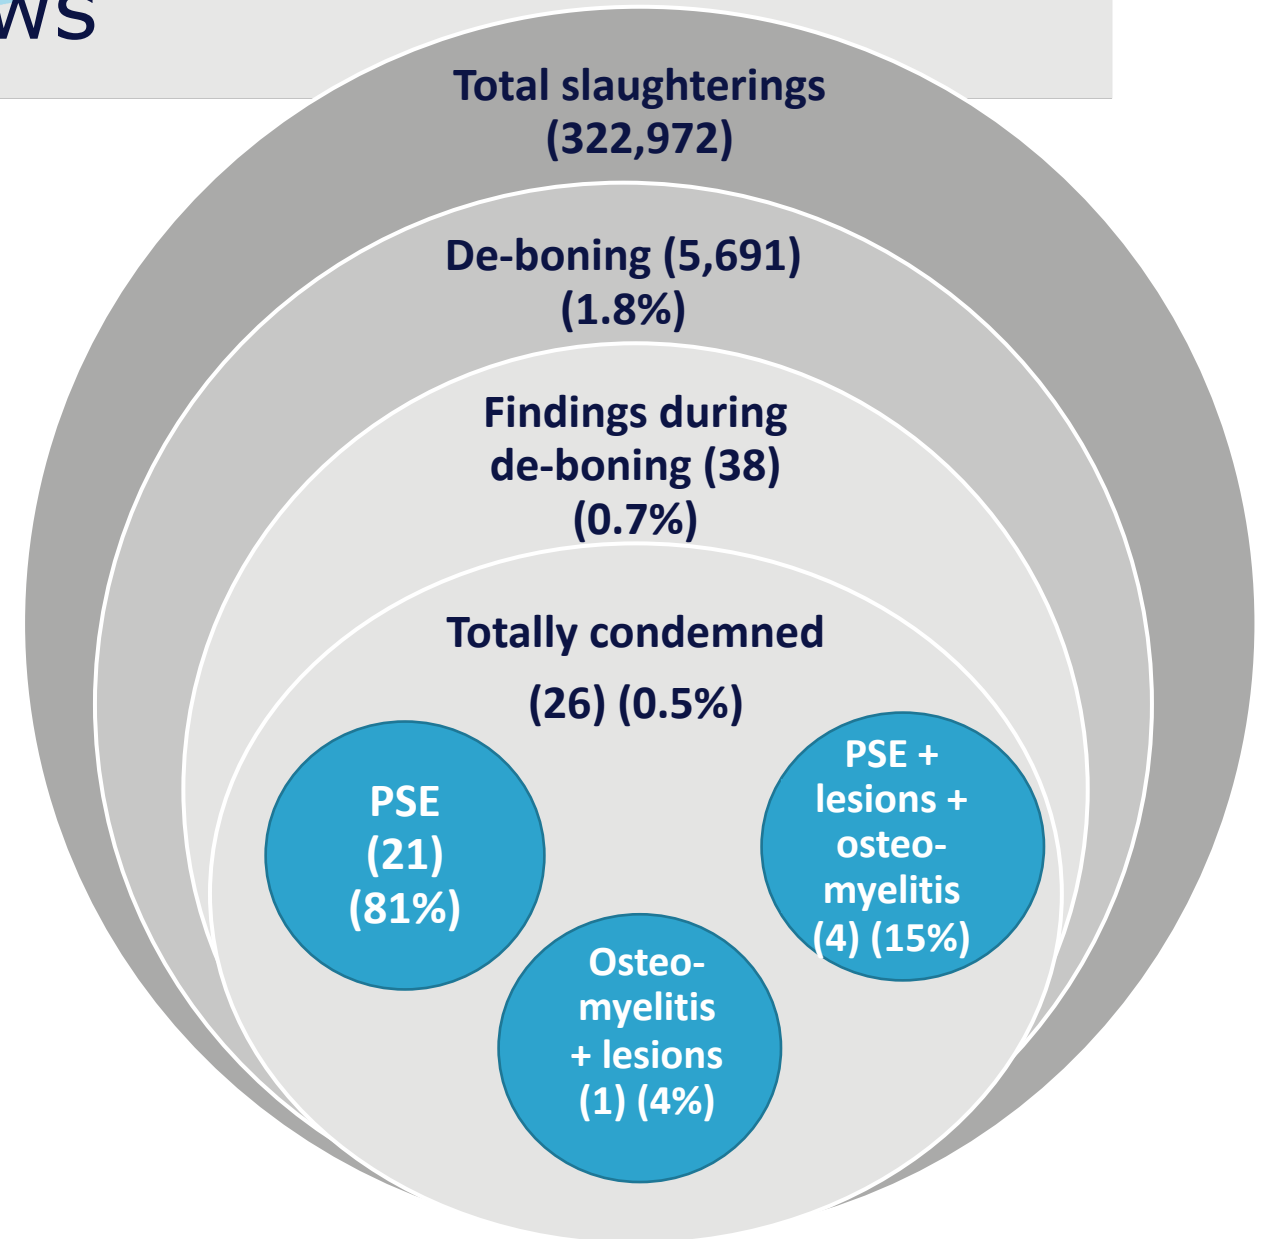 Total slaughterings
(322,972)
De-boning (5,691)
(1.8%)
Findings during
de-boning (38)
(0.7%)
Totally condemned
(26) (0.5%)
PSE
(21)
(81%)
PSE +
lesions +
osteo-
myelitis
(4) (15%)
Osteo-
myelitis
+ lesions
(1) (4%)